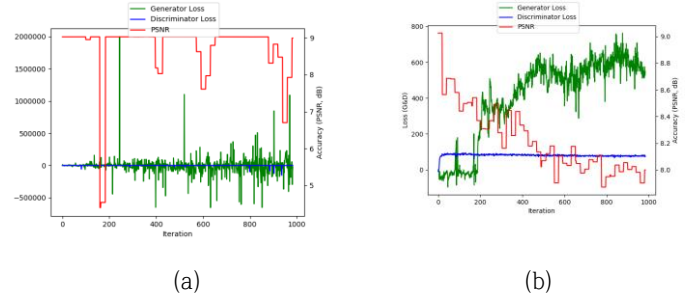 Generator Loss
Discriminator Loss
PSNR
2000000
1500000
1000000
500000
0
−500000
9
8
7
6
5
Accuracy (PSNR, dB)
0 200 400 600 800 1000
Iteration
(a)
Generator Loss
Discriminator Loss
PSNR
800
600
400
200
0
Loss (G&D)
9.0
8.8
8.6
8.4
8.2
8.0
Accuracy (PSNR, dB)
0 200 400 600 800 1000
Iteration
(b)